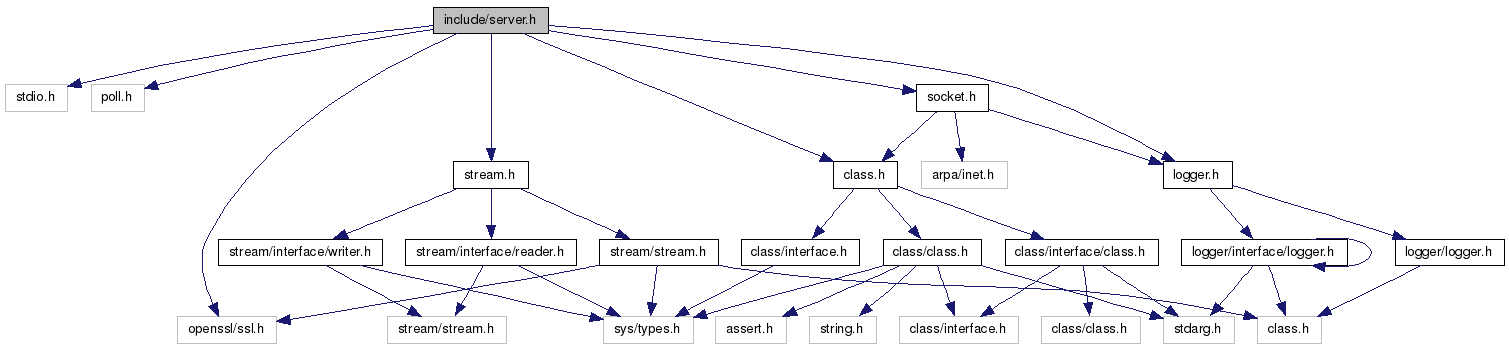 include/server.h
stdio.h
poll.h
socket.h
stream.h
class.h
arpa/inet.h
logger.h
stream/interface/writer.h
stream/interface/reader.h
stream/stream.h
class/interface.h
class/class.h
class/interface/class.h
logger/interface/logger.h
logger/logger.h
openssl/ssl.h
stream/stream.h
sys/types.h
assert.h
string.h
class/interface.h
class/class.h
stdarg.h
class.h